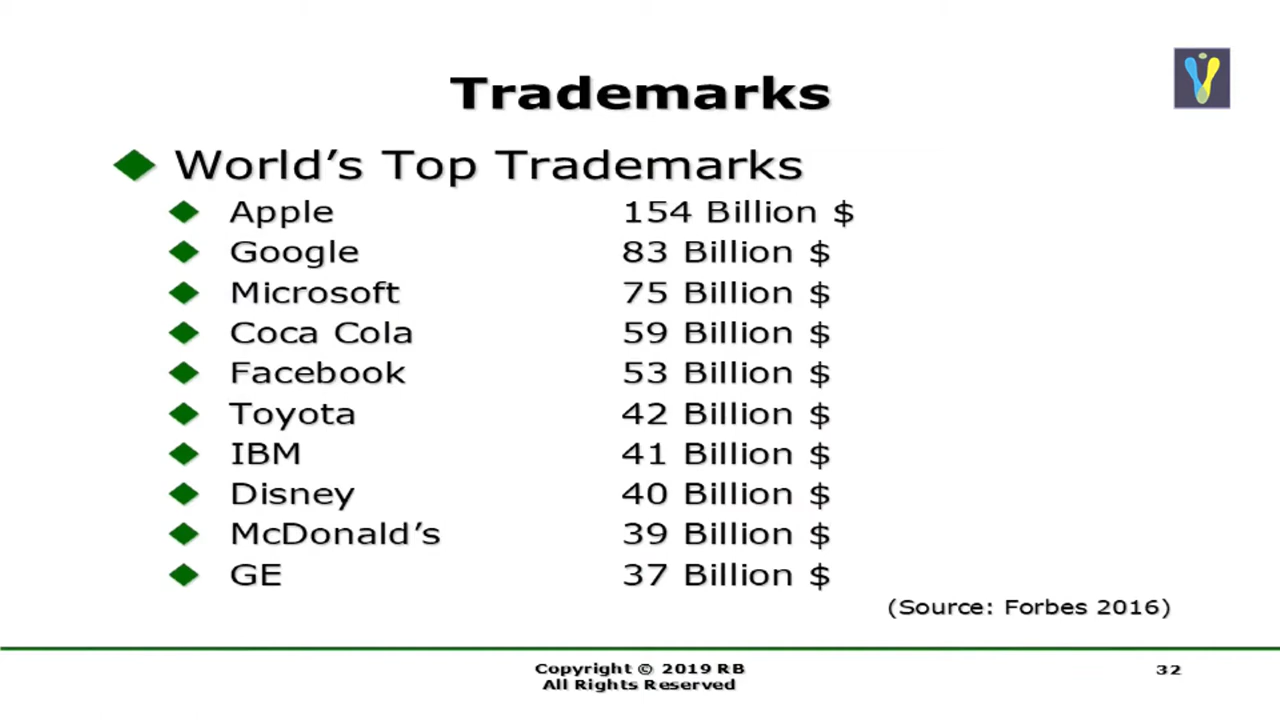 Trademarks
World's Top Trademarks
Apple 154 Billion $
Google 83 Billion $
Microsoft 75 Billion $
Coca Cola 59 Billion $
Facebook 53 Billion $
Toyota 42 Billion $
IBM 41 Billion $
Disney 40 Billion $
McDonald's 39 Billion $
GE 37 Billion $
(Source: Forbes 2016)
Copyright © 2019 RB
All Rights Reserved
32